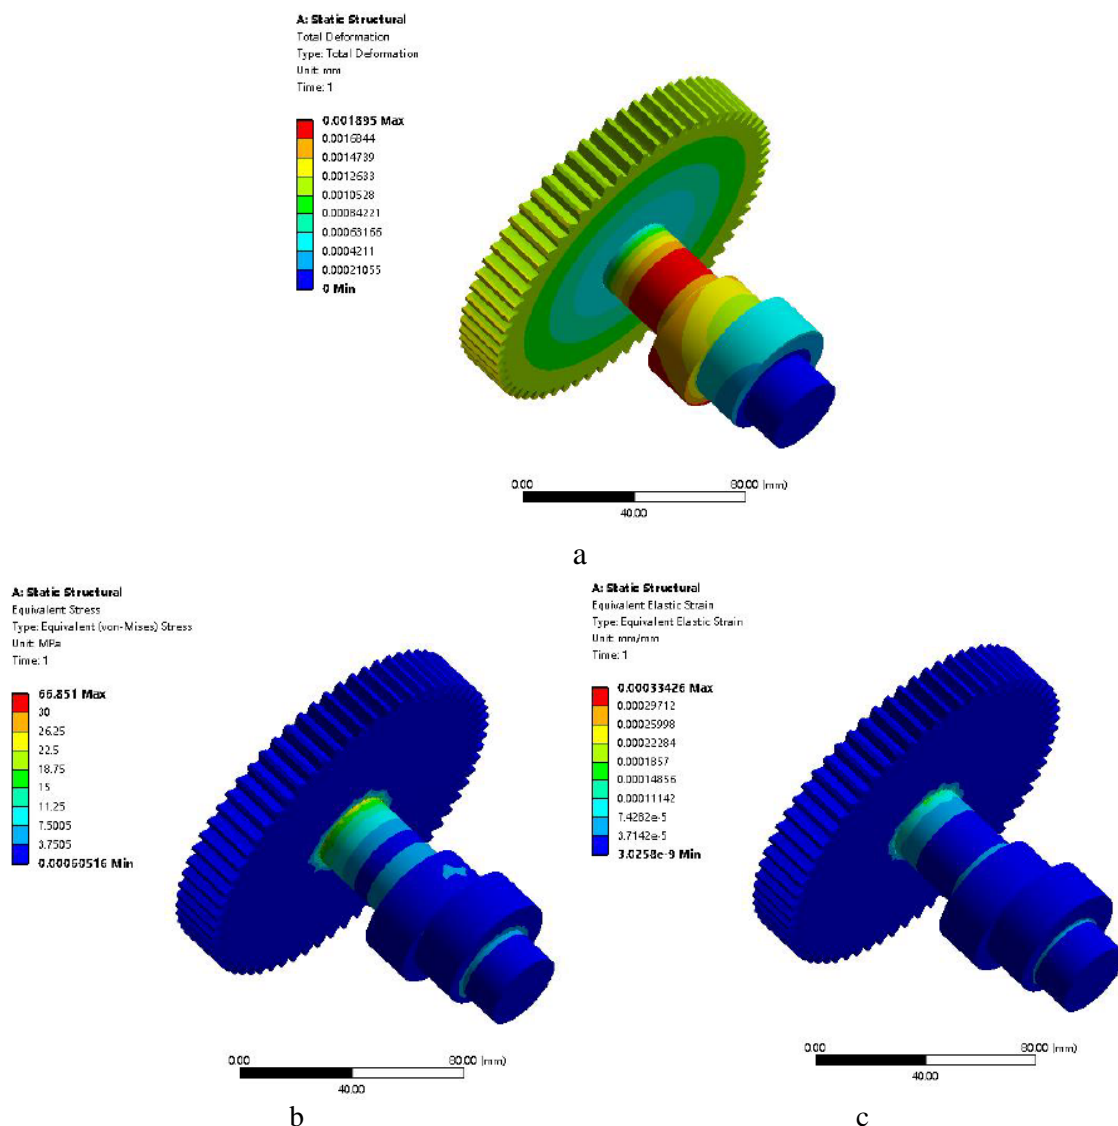 A: Static Structural
Total Deformation
Type: Total Deformation
Unit: mm
Time: 1
0.001895 Max
0.0016844
0.0014739
0.0012633
0.0010528
0.00084221
0.00063166
0.0004211
0.00021055
0 Min
0.00
80.00 (mm)
40.00
a
A: Static Structural
Equivalent Stress
Type: Equivalent (von-Mises) Stress
Unit: MPa
Time: 1
66.851 Max
30
26.25
22.5
18.75
15
11.25
7.5005
3.7505
0.00060516 Min
0.00
80.00 (mm)
40.00
b
A: Static Structural
Equivalent Elastic Strain
Type: Equivalent Elastic Strain
Unit: mm/mm
Time: 1
0.00033426 Max
0.00029712
0.00025998
0.00022284
0.0001857
0.00014856
0.00011142
7.4282e-5
3.7142e-5
3.0258e-9 Min
0.00
80.00 (mm)
40.00
c